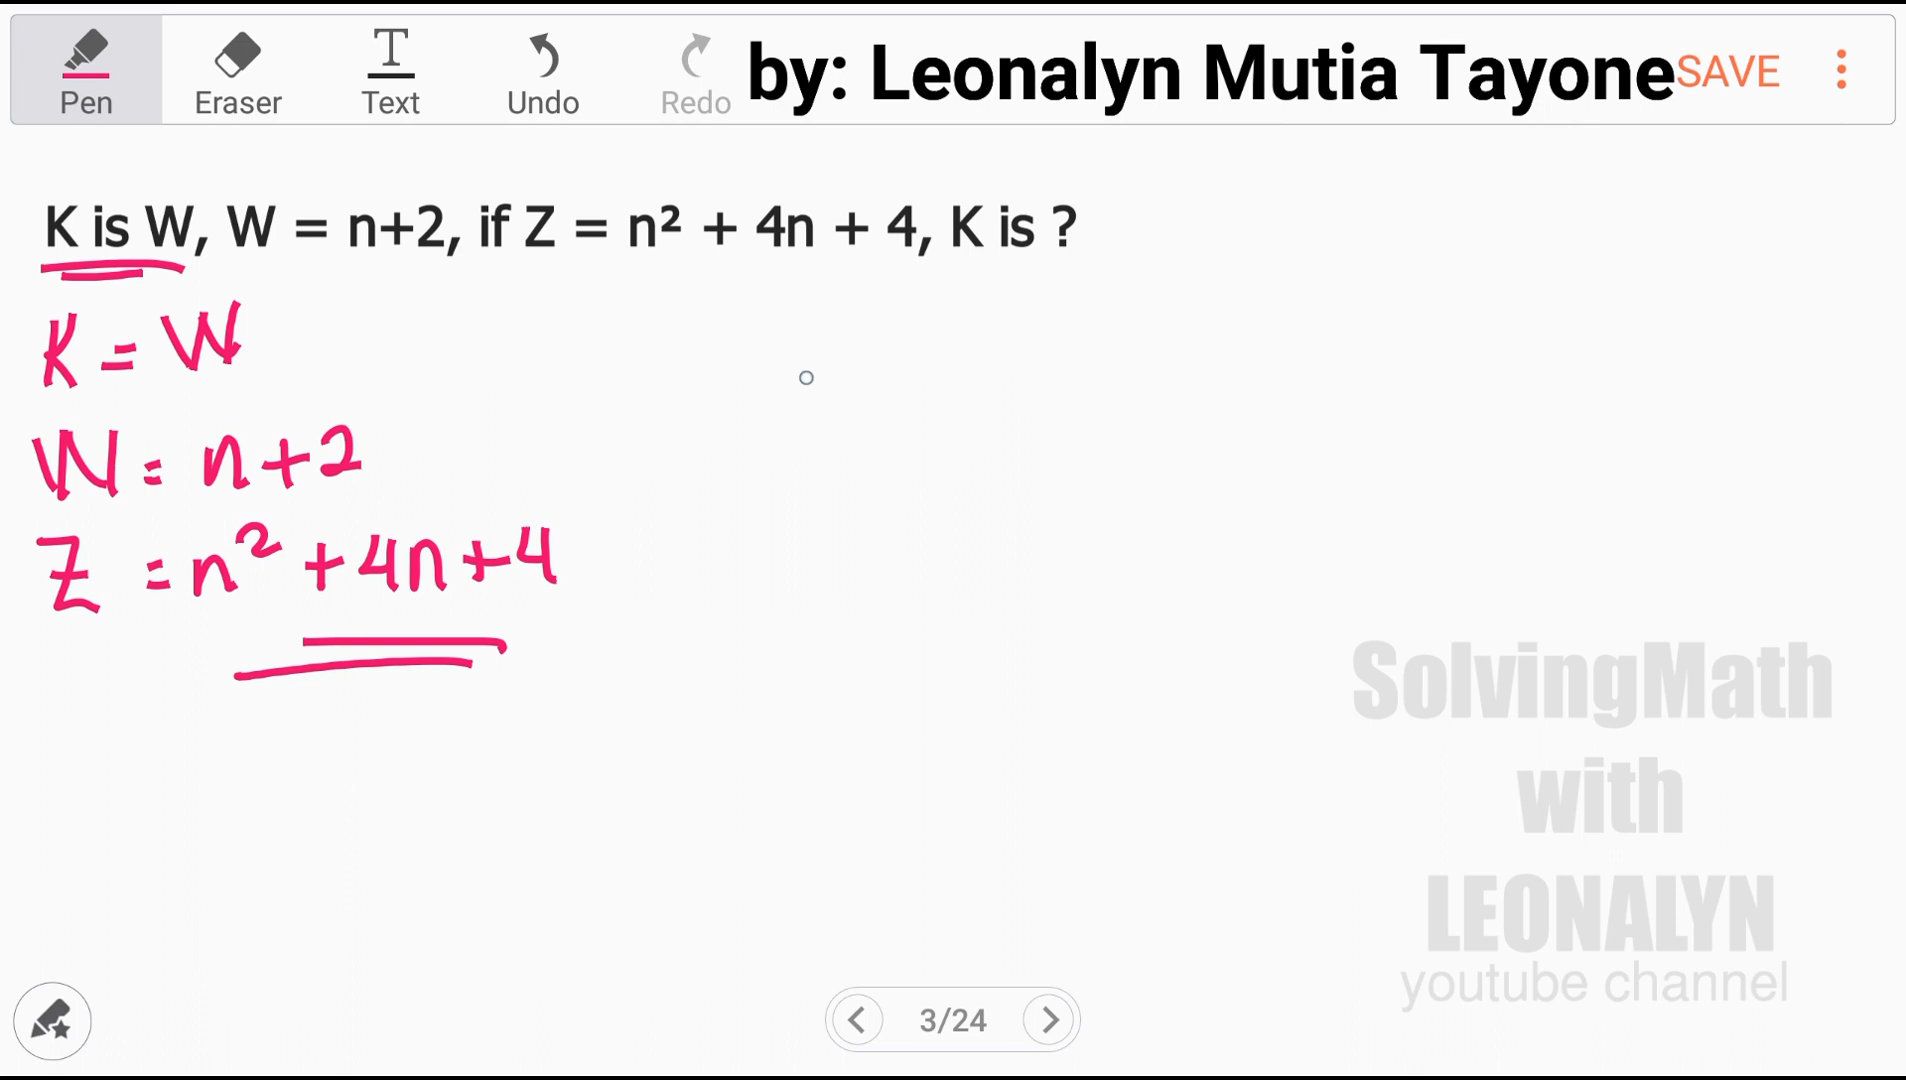 Pen Eraser Text Undo Redo by: Leonalyn Mutia Tayone SAVE
K is W, W = n+2, if Z = n² + 4n + 4, K is ?
K = W
W = n+2
Z = n² + 4n + 4
SolvingMath
with
LEONALYN
youtube channel
3/24